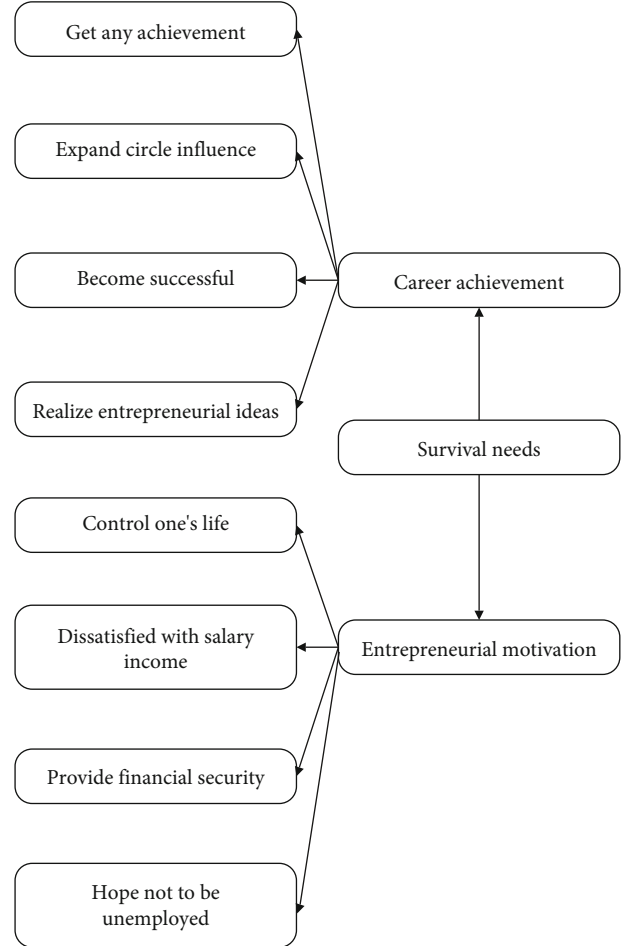 Get any achievement
Expand circle influence
Become successful
Career achievement
Realize entrepreneurial ideas
Survival needs
Control one's life
Dissatisfied with salary
income
Entrepreneurial motivation
Provide financial security
Hope not to be
unemployed